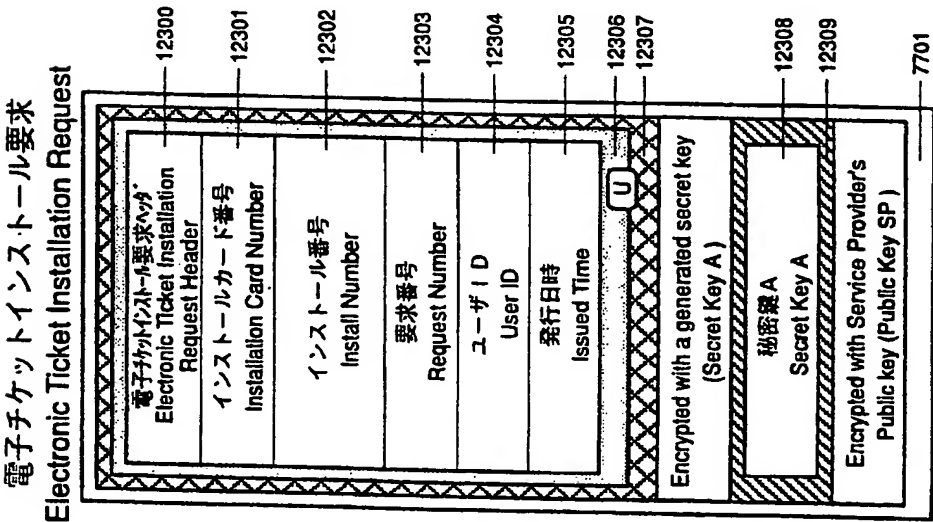 電子チケットインストール要求
Electronic Ticket Installation Request
電子チケットインストール要求ヘッダ
Electronic Ticket Installation
Request Header
12300
インストールカード番号
Installation Card Number
12301
インストール番号
Install Number
12302
要求番号
Request Number
12303
ユーザID
User ID
12304
発行日時
Issued Time
12305
U
12306
12307
Encrypted with a generated secret key
(Secret Key A)
秘密鍵A
Secret Key A
12308
12309
Encrypted with Service Provider's
Public key (Public Key SP)
7701